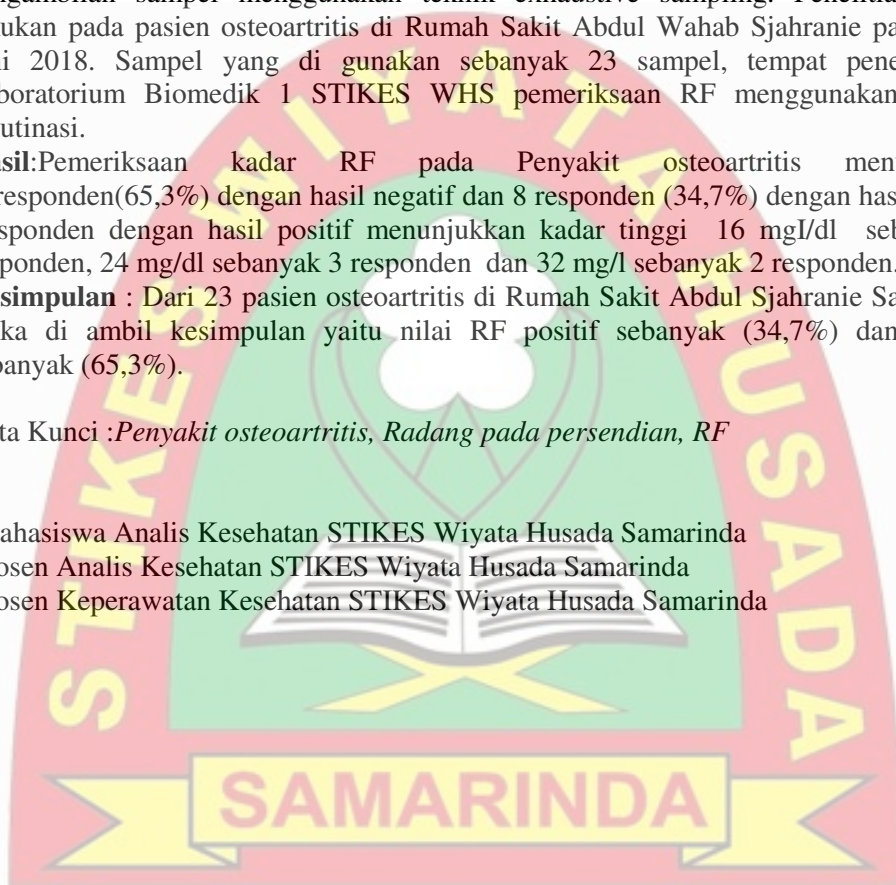 ngambilan sampel menggunakan teknik exhaustive sampling. Penelitia
ukan pada pasien osteoartritis di Rumah Sakit Abdul Wahab Sjahranie pa
ni 2018. Sampel yang di gunakan sebanyak 23 sampel, tempat pene
boratorium Biomedik 1 STIKES WHS pemeriksaan RF menggunakan
utinasi.
asil:Pemeriksaan kadar RF pada Penyakit osteoartritis men
responden(65,3%) dengan hasil negatif dan 8 responden (34,7%) dengan has
sponden dengan hasil positif menunjukkan kadar tinggi 16 mgI/dl seb
ponden, 24 mg/dl sebanyak 3 responden dan 32 mg/l sebanyak 2 responden.
simpulan : Dari 23 pasien osteoartritis di Rumah Sakit Abdul Sjahranie Sa
ka di ambil kesimpulan yaitu nilai RF positif sebanyak (34,7%) dan
banyak (65,3%).
ta Kunci :Penyakit osteoartritis, Radang pada persendian, RF
ahasiswa Analis Kesehatan STIKES Wiyata Husada Samarinda
osen Analis Kesehatan STIKES Wiyata Husada Samarinda
osen Keperawatan Kesehatan STIKES Wiyata Husada Samarinda
STIKES WIYATA HUSADA
SAMARINDA